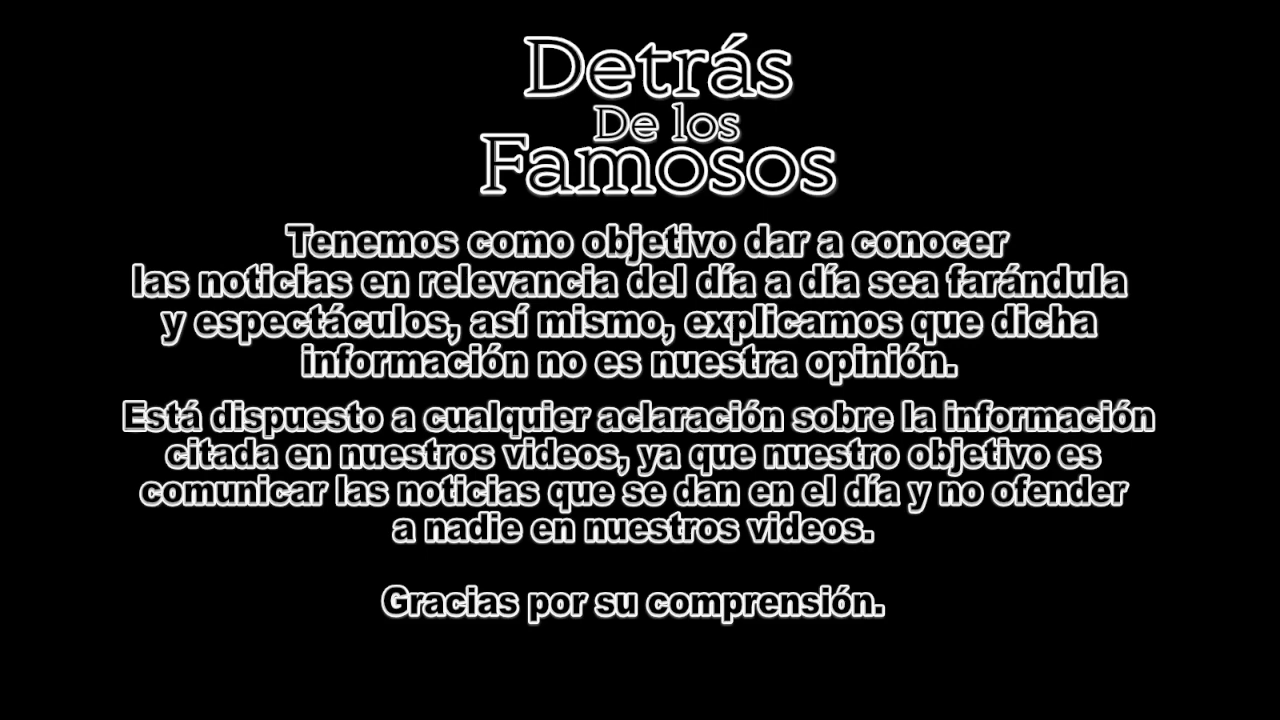 Detrás
De los
Famosos
Tenemos como objetivo dar a conocer
las noticias en relevancia del día a día sea farándula
y espectáculos, así mismo, explicamos que dicha
información no es nuestra opinión.
Está dispuesto a cualquier aclaración sobre la información
citada en nuestros videos, ya que nuestro objetivo es
comunicar las noticias que se dan en el día y no ofender
a nadie en nuestros videos.
Gracias por su comprensión.